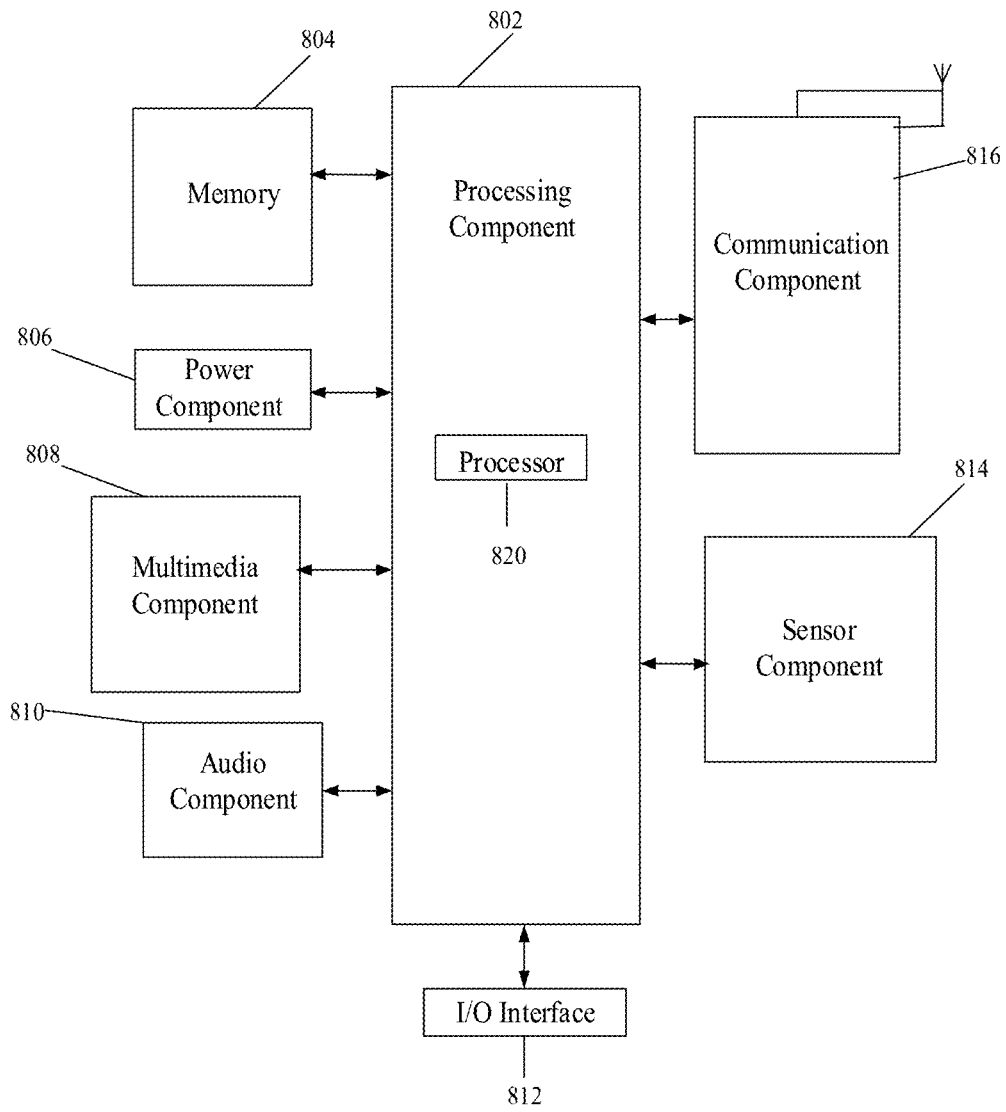 804
802
816
Memory
Processing
Component
Communication
Component
806
Power
Component
808
Processor
820
814
Multimedia
Component
Sensor
Component
810
Audio
Component
I/O Interface
812